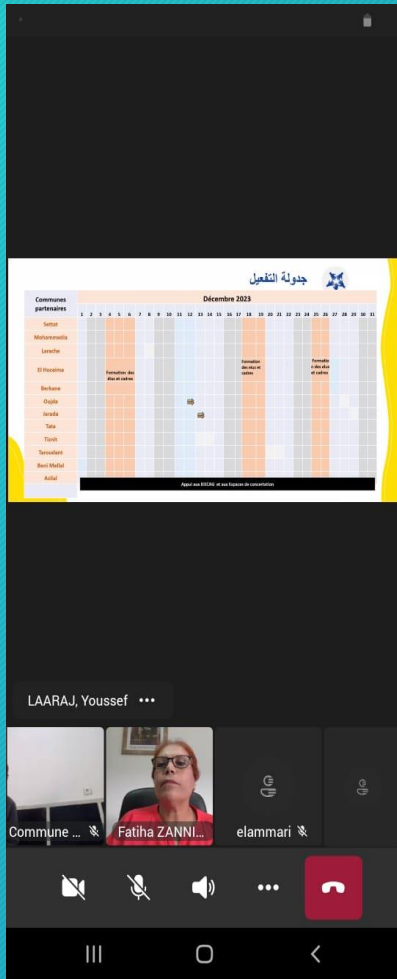 جدولة التفعيل
Communes partenaires
Décembre 2023
1 2 3 4 5 6 7 8 9 10 11 12 13 14 15 16 17 18 19 20 21 22 23 24 25 26 27 28 29 30 31
Settat
Mohammedia
Larache
El Hoceima
Formation des élus et cadres
Formation des élus et cadres
Formatio n des élus et cadres
Berkane
Oujda
Jerada
Tata
Tiznit
Taroudant
Beni Mellal
Azilal
Appui aux IEECAG et aux Espaces de concertation
LAARAJ, Youssef •••
Commune ...
Fatiha ZANNI...
elammari